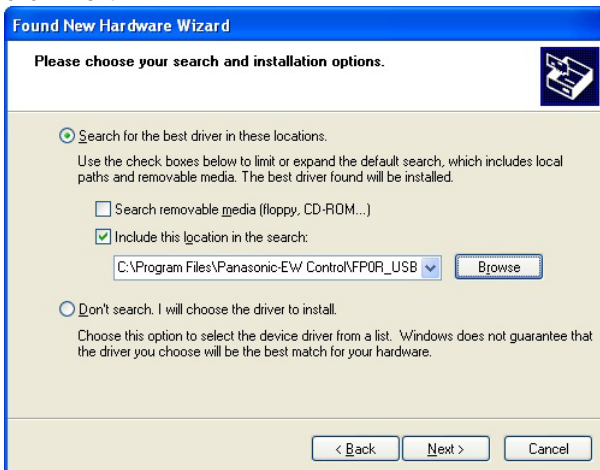 Found New Hardware Wizard
Please choose your search and installation options.
Search for the best driver in these locations.
Use the check boxes below to limit or expand the default search, which includes local
paths and removable media. The best driver found will be installed.
Search removable media (floppy, CD-ROM...)
Include this location in the search:
C:\Program Files\Panasonic-EW Control\FP0R_USB
Browse
Don't search. I will choose the driver to install.
Choose this option to select the device driver from a list. Windows does not guarantee that
the driver you choose will be the best match for your hardware.
< Back
Next >
Cancel